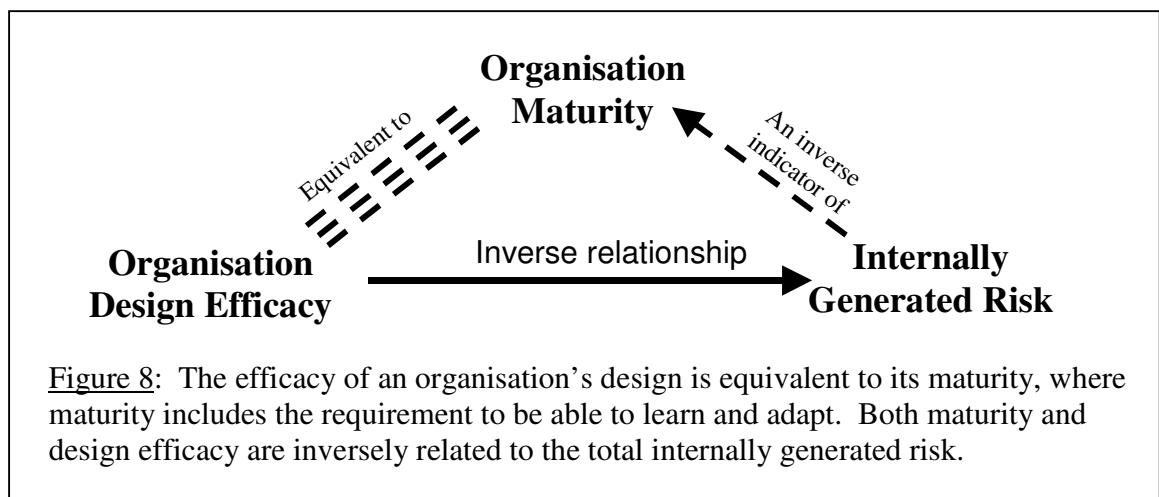 Organisation
Maturity
Equivalent to
An inverse
indicator of
Inverse relationship
Organisation
Design Efficacy
Internally
Generated Risk
Figure 8:  The efficacy of an organisation’s design is equivalent to its maturity, where
maturity includes the requirement to be able to learn and adapt.  Both maturity and
design efficacy are inversely related to the total internally generated risk.